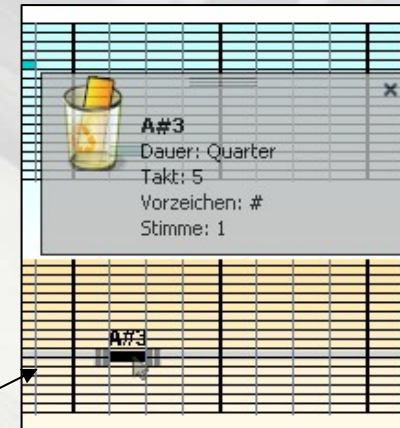 A#3
Dauer: Quarter
Takt: 5
Vorzeichen: #
Stimme: 1
A#3